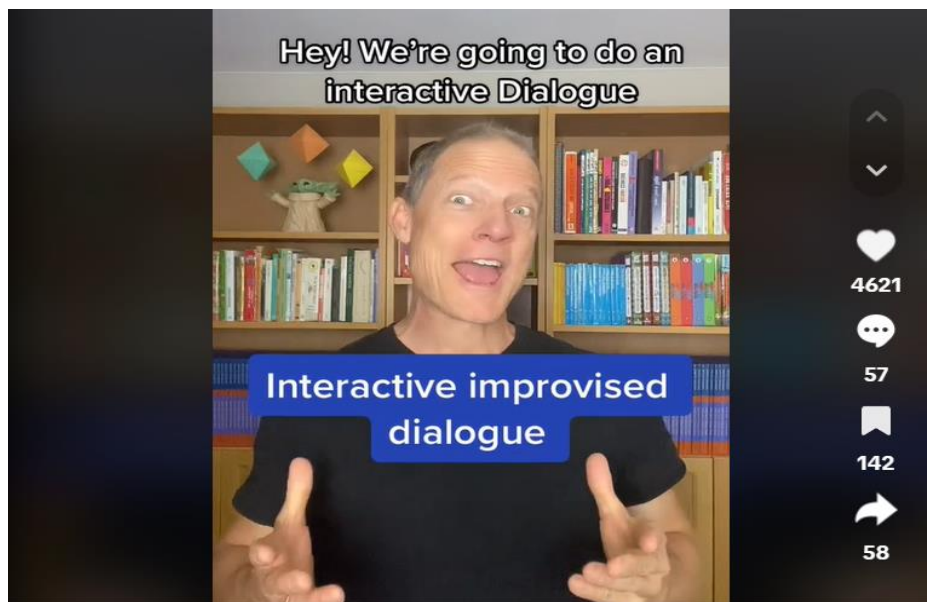 Hey! We're going to do an
interactive Dialogue
Interactive improvised
dialogue
4621
57
142
58